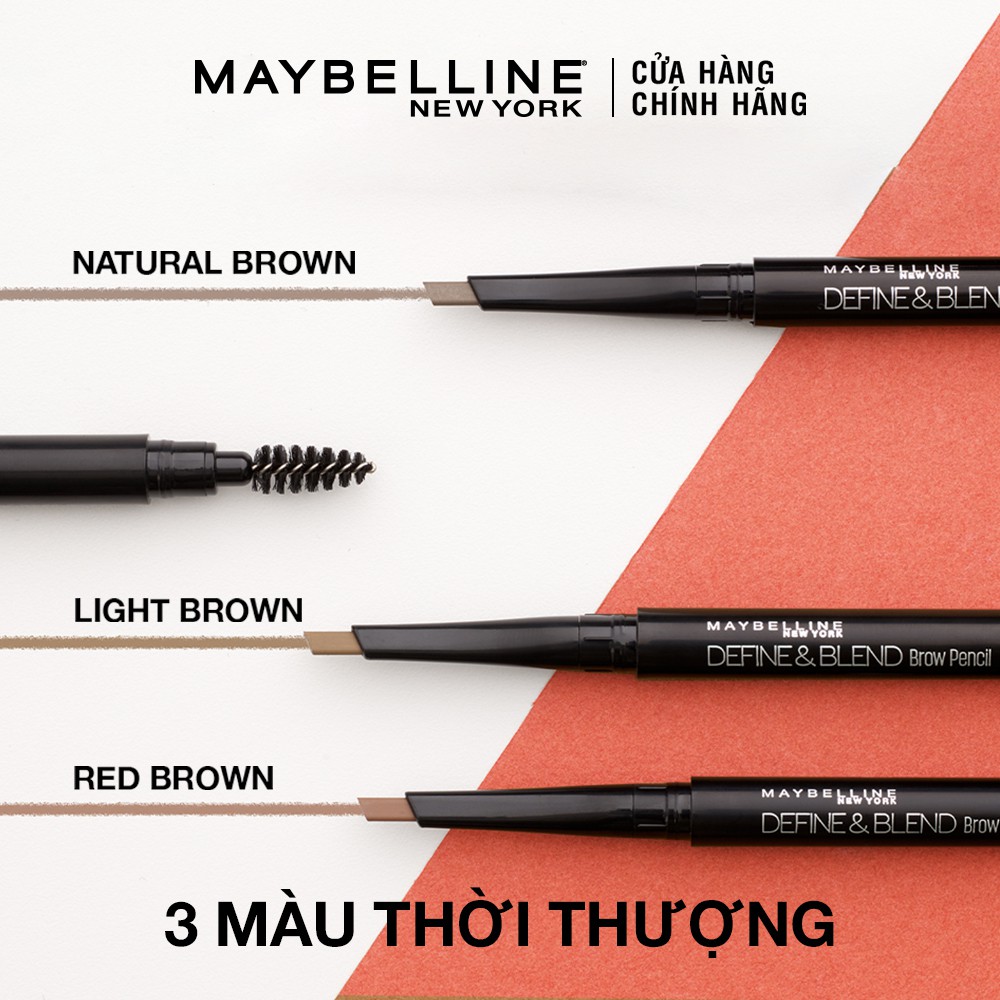 MAYBELLINE
NEW YORK
CỬA HÀNG
CHÍNH HÃNG
NATURAL BROWN
MAYBELLINE
NEW YORK
DEFINE & BLEN
LIGHT BROWN
MAYBELLINE
NEW YORK
DEFINE & BLEND Brow Pencil
RED BROWN
MAYBELLINE
NEW YORK
DEFINE & BLEND Brow
3 MÀU THỜI THƯỢNG